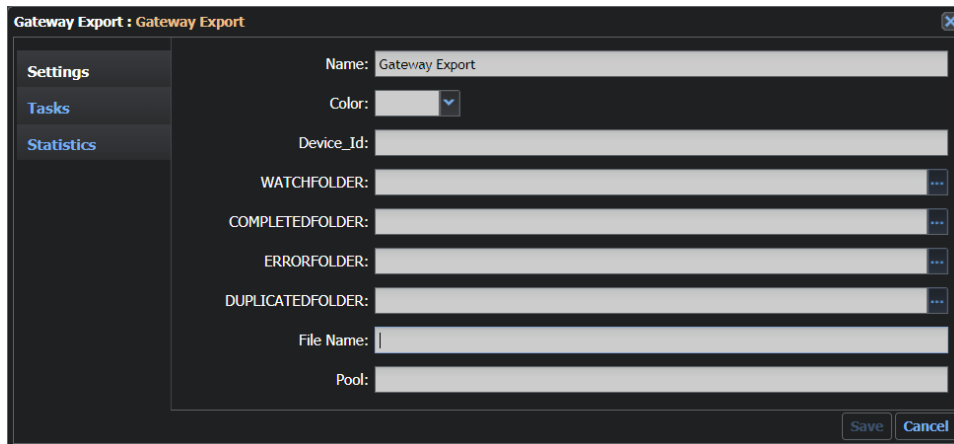 Gateway Export : Gateway Export
Settings
Tasks
Statistics
Name: Gateway Export
Color:
Device_Id:
WATCHFOLDER:
COMPLETEDFOLDER:
ERRORFOLDER:
DUPLICATEDFOLDER:
File Name:
Pool:
Save Cancel